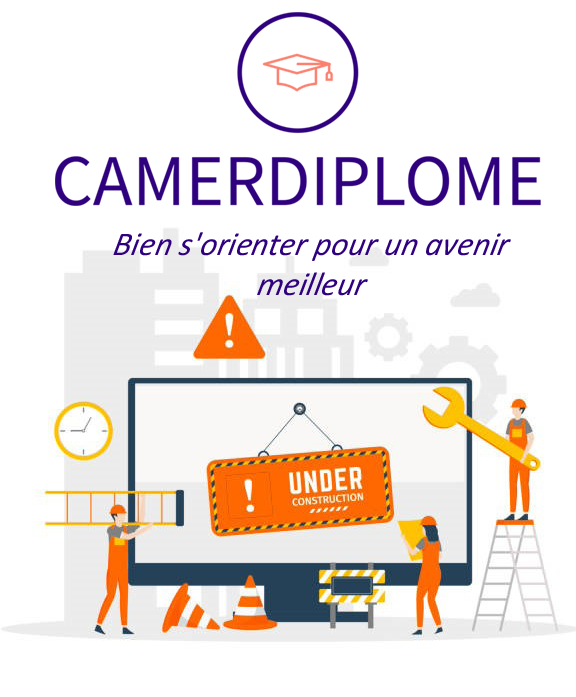 CAMERDIPLOME
Bien s'orienter pour un avenir
meilleur
!
! UNDER
CONSTRUCTION